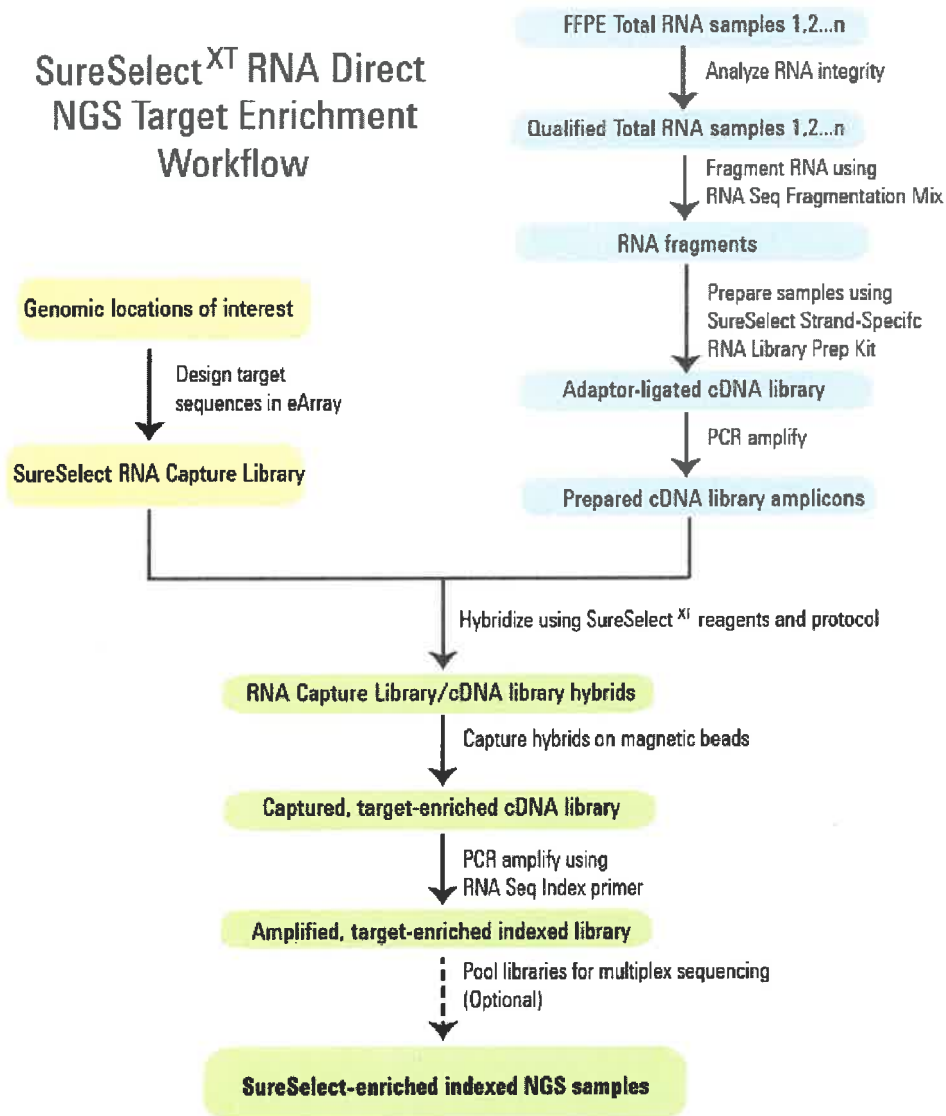 SureSelect XT RNA Direct
NGS Target Enrichment
Workflow
FFPE Total RNA samples 1,2...n
Analyze RNA integrity
Qualified Total RNA samples 1,2...n
Fragment RNA using
RNA Seq Fragmentation Mix
RNA fragments
Prepare samples using
SureSelect Strand-Specifc
RNA Library Prep Kit
Adaptor-ligated cDNA library
PCR amplify
Prepared cDNA library amplicons
Genomic locations of interest
Design target
sequences in eArray
SureSelect RNA Capture Library
Hybridize using SureSelect XT reagents and protocol
RNA Capture Library/cDNA library hybrids
Capture hybrids on magnetic beads
Captured, target-enriched cDNA library
PCR amplify using
RNA Seq Index primer
Amplified, target-enriched indexed library
Pool libraries for multiplex sequencing
(Optional)
SureSelect-enriched indexed NGS samples